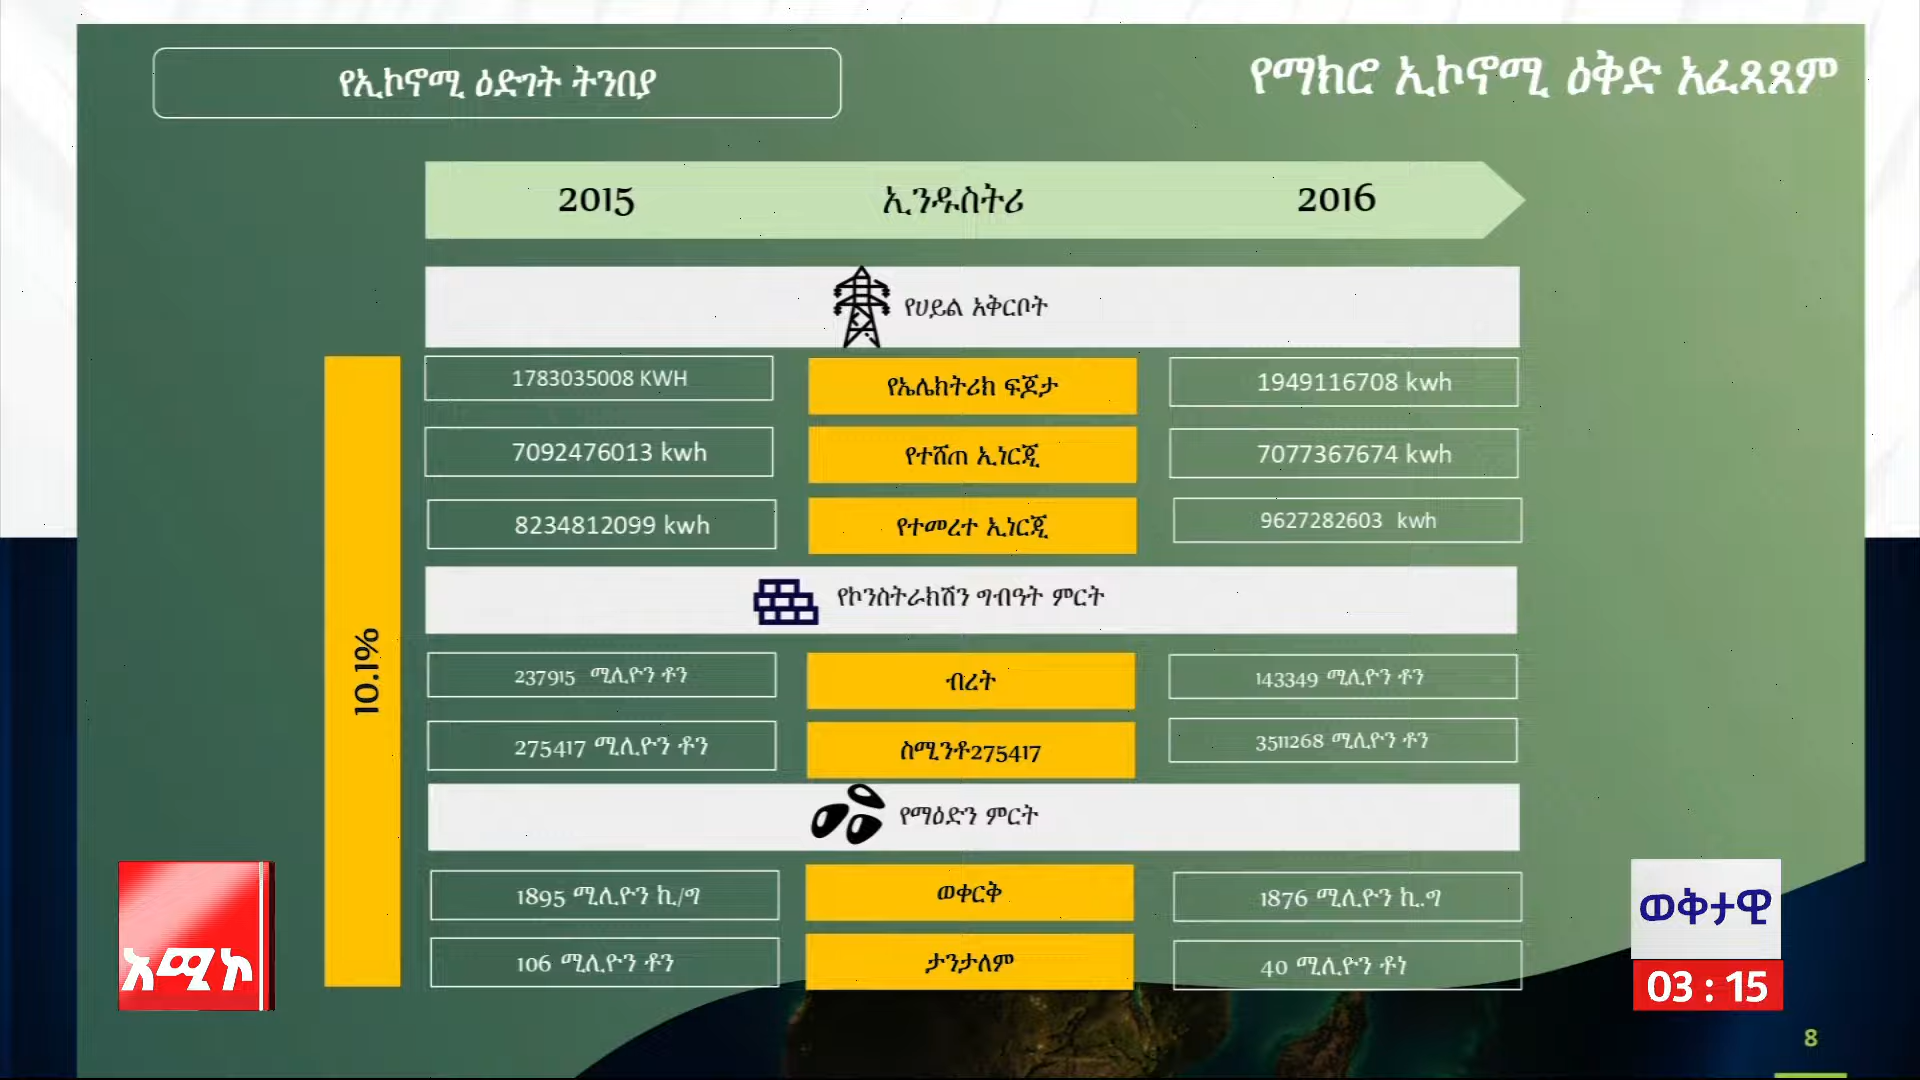 የኢኮኖሚ ዕድገት ትንበያ
የማክሮ ኢኮኖሚ ዕቅድ አፈጻጸም
2015 ኢንዱስትሪ 2016
የሀይል አቅርቦት
1783035008 KWH የኤሌክትሪክ ፍጆታ 1949116708 kwh
7092476013 kwh የተሸጠ ኢነርጂ 7077367674 kwh
8234812099 kwh የተመረተ ኢነርጂ 9627282603 kwh
10.1%
የኮንስትራክሽን ግብዓት ምርት
237915 ሚሊዮን ቶን ብረት 143349 ሚሊዮን ቶን
275417 ሚሊዮን ቶን ስሚንቶ275417 3511268 ሚሊዮን ቶን
የማዕድን ምርት
1895 ሚሊዮን ኪ/ግ ወቀርቅ 1876 ሚሊዮን ኪ.ግ
106 ሚሊዮን ቶን ታንታለም 40 ሚሊዮን ቶነ
አሚኮ
ወቅታዊ
03 : 15
8